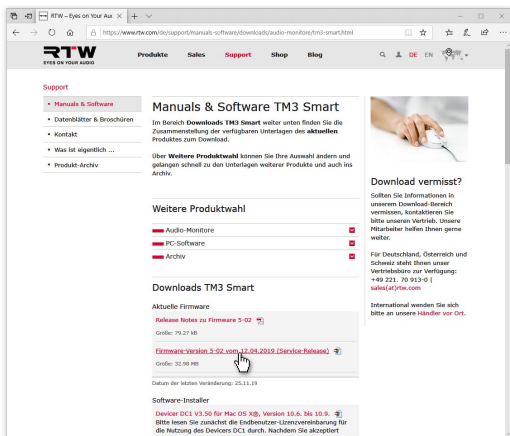 RTW – Eyes on Your Aud
https://www.rtw.com/de/support/manuals-software/downloads/audio-monitore/tm3-smart.html
RTW
EYES ON YOUR AUDIO
Produkte Sales Support Shop Blog
DE EN
Support
Manuals & Software
Datenblätter & Broschüren
Kontakt
Was ist eigentlich ...
Produkt-Archiv
Manuals & Software TM3 Smart
Im Bereich Downloads TM3 Smart weiter unten finden Sie die
Zusammenstellung der verfügbaren Unterlagen des aktuellen
Produktes zum Download.
Über Weitere Produktwahl können Sie Ihre Auswahl ändern und
gelangen schnell zu den Unterlagen weiterer Produkte und auch ins
Archiv.
Weitere Produktwahl
Audio-Monitore
PC-Software
Archiv
Downloads TM3 Smart
Aktuelle Firmware
Release Notes zu Firmware 5-02
Größe: 79.27 kB
Firmware-Version 5-02 vom 12.04.2019 (Service-Release)
Größe: 32.98 MB
Datum der letzten Veränderung: 25.11.19
Software-Installer
Devicer DC1 V3.50 für Mac OS X®, Version 10.6. bis 10.9.
Bitte lesen Sie zunächst die Endbenutzer-Lizenzvereinbarung für
die Nutzung des Devicers DC1 durch. Nachdem Sie akzeptiert
Download vermisst?
Sollten Sie Informationen in
unserem Download-Bereich
vermissen, kontaktieren Sie
bitte unseren Vertrieb. Unsere
Mitarbeiter helfen Ihnen gerne
weiter.
Für Deutschland, Österreich und
Schweiz steht Ihnen unser
Vertriebsbüro zur Verfügung:
+49 221. 70 913-0 |
sales(at)rtw.com
International wenden Sie sich
bitte an unsere Händler vor Ort.